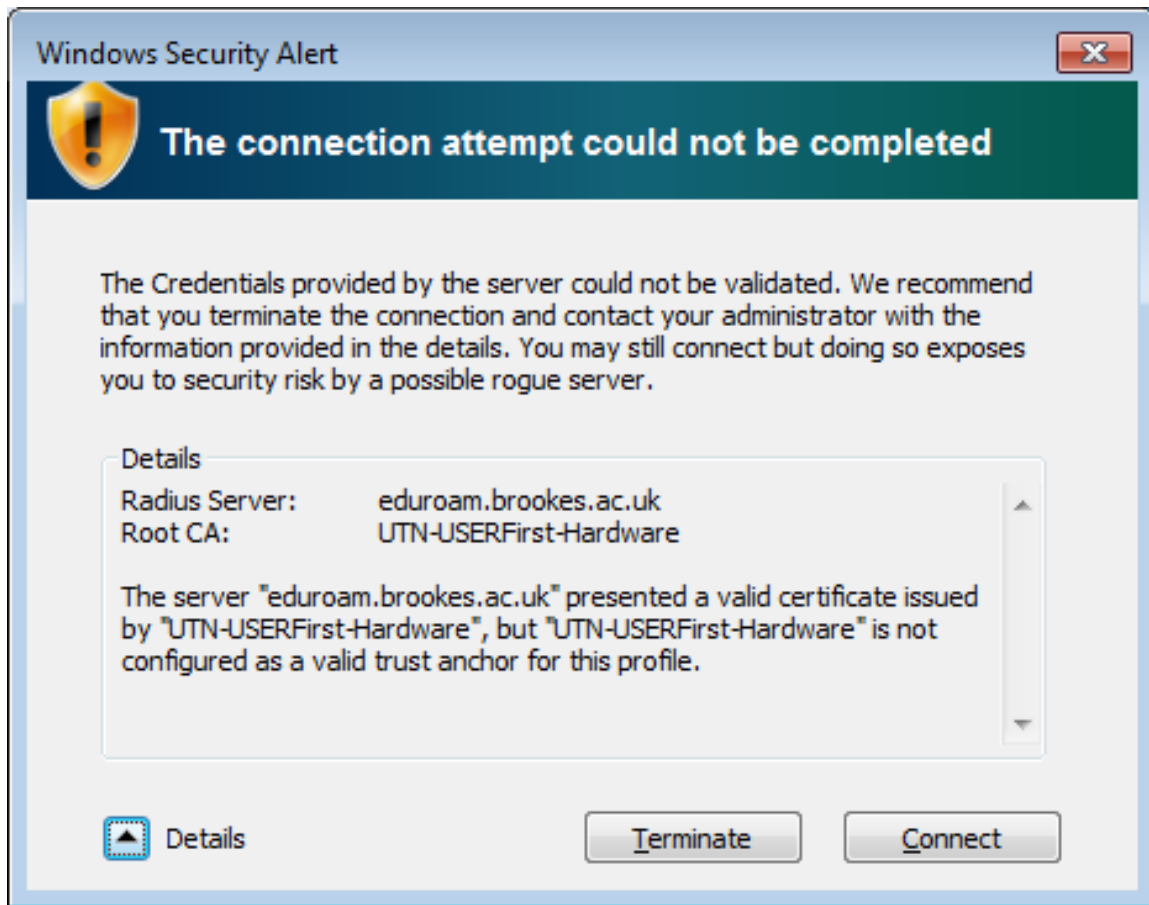 Windows Security Alert
The connection attempt could not be completed
The Credentials provided by the server could not be validated. We recommend
that you terminate the connection and contact your administrator with the
information provided in the details. You may still connect but doing so exposes
you to security risk by a possible rogue server.
Details
Radius Server: eduroam.brookes.ac.uk
Root CA: UTN-USERFirst-Hardware
The server "eduroam.brookes.ac.uk" presented a valid certificate issued
by "UTN-USERFirst-Hardware", but "UTN-USERFirst-Hardware" is not
configured as a valid trust anchor for this profile.
Details Terminate Connect